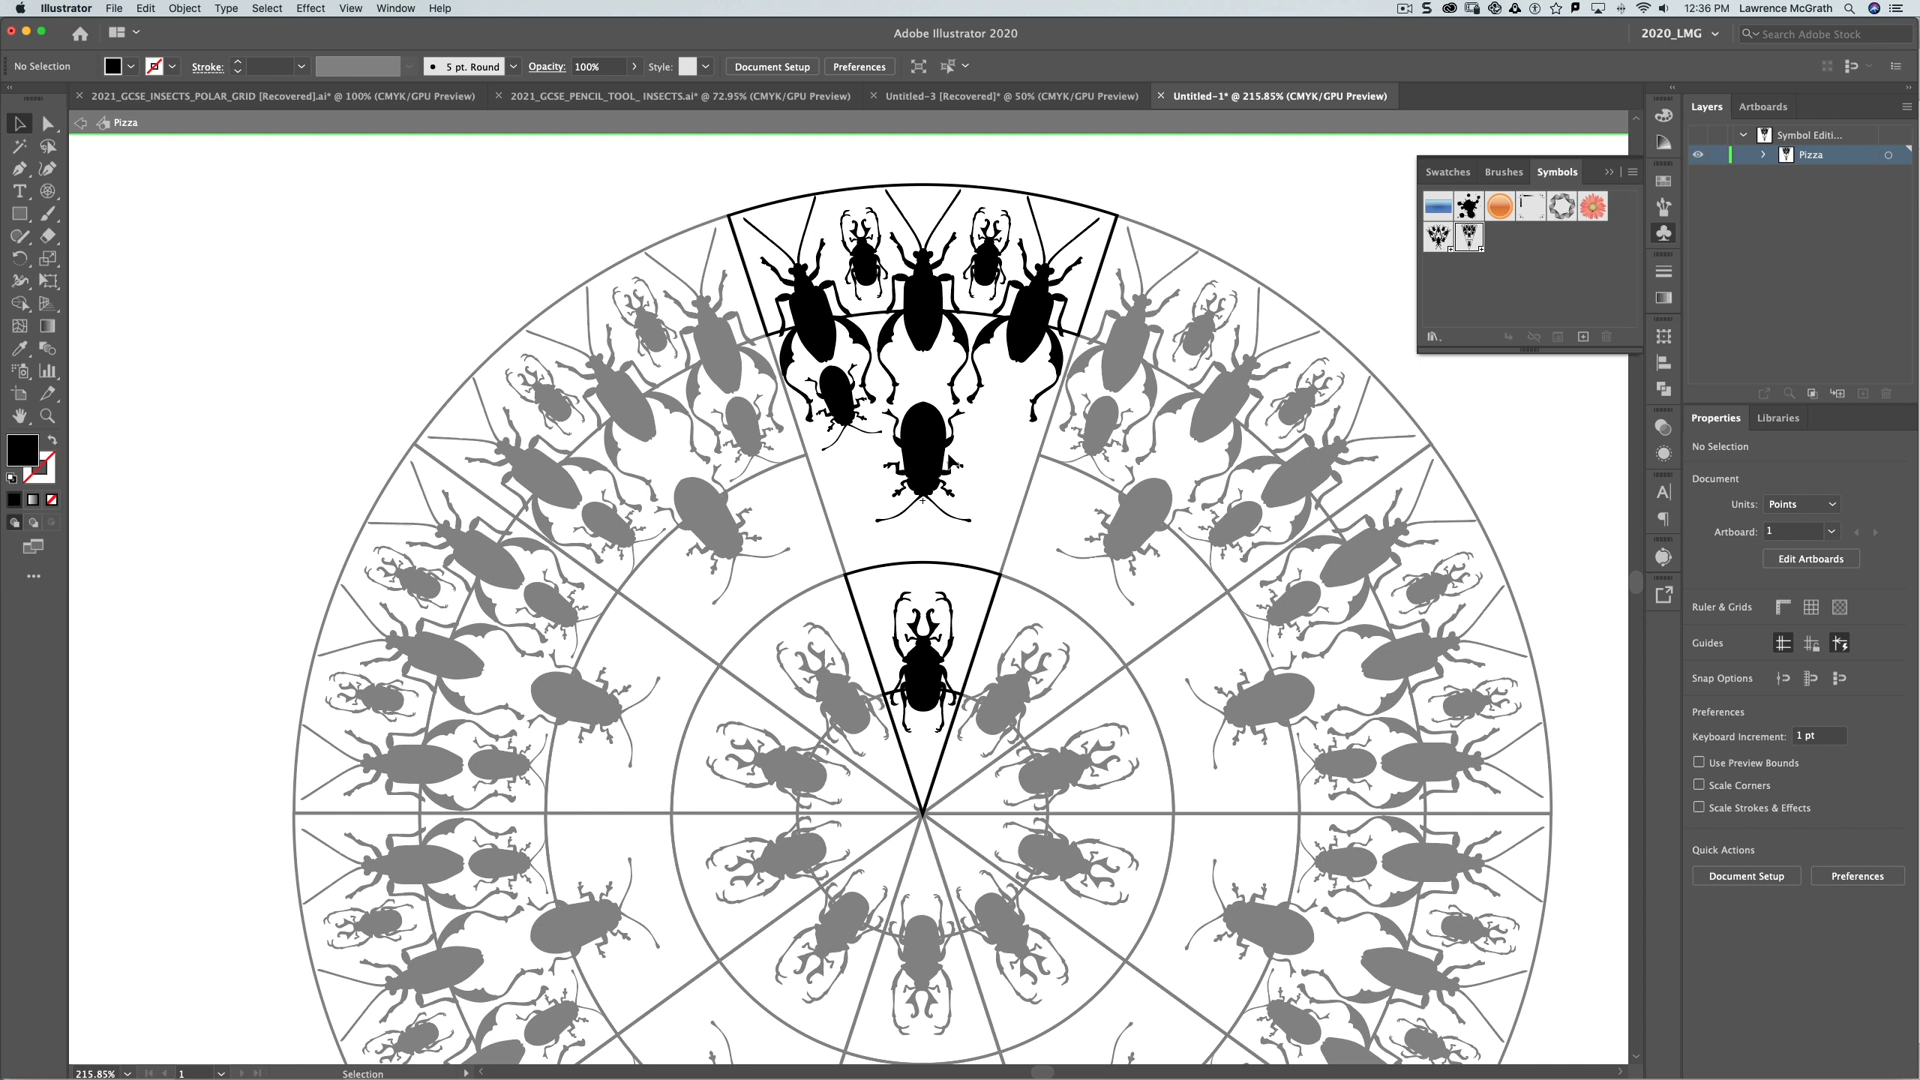 Illustrator File Edit Object Type Select Effect View Window Help 12:36 PM Lawrence McGrath
Adobe Illustrator 2020 2020_LMG Search Adobe Stock
No Selection Stroke: 5 pt. Round Opacity: 100% Style: Document Setup Preferences
2021_GCSE_INSECTS_POLAR_GRID [Recovered].ai* @ 100% (CMYK/GPU Preview) 2021_GCSE_PENCIL_TOOL_ INSECTS.ai* @ 72.95% (CMYK/GPU Preview) Untitled-3 [Recovered]* @ 50% (CMYK/GPU Preview) Untitled-1* @ 215.85% (CMYK/GPU Preview)
Layers Artboards
Pizza
Symbol Editi...
Pizza
Swatches Brushes Symbols
Properties Libraries
No Selection
Document
Units: Points
Artboard: 1
Edit Artboards
Ruler & Grids
Guides
Snap Options
Preferences
Keyboard Increment: 1 pt
Use Preview Bounds
Scale Corners
Scale Strokes & Effects
Quick Actions
Document Setup Preferences
215.85% 1 Selection